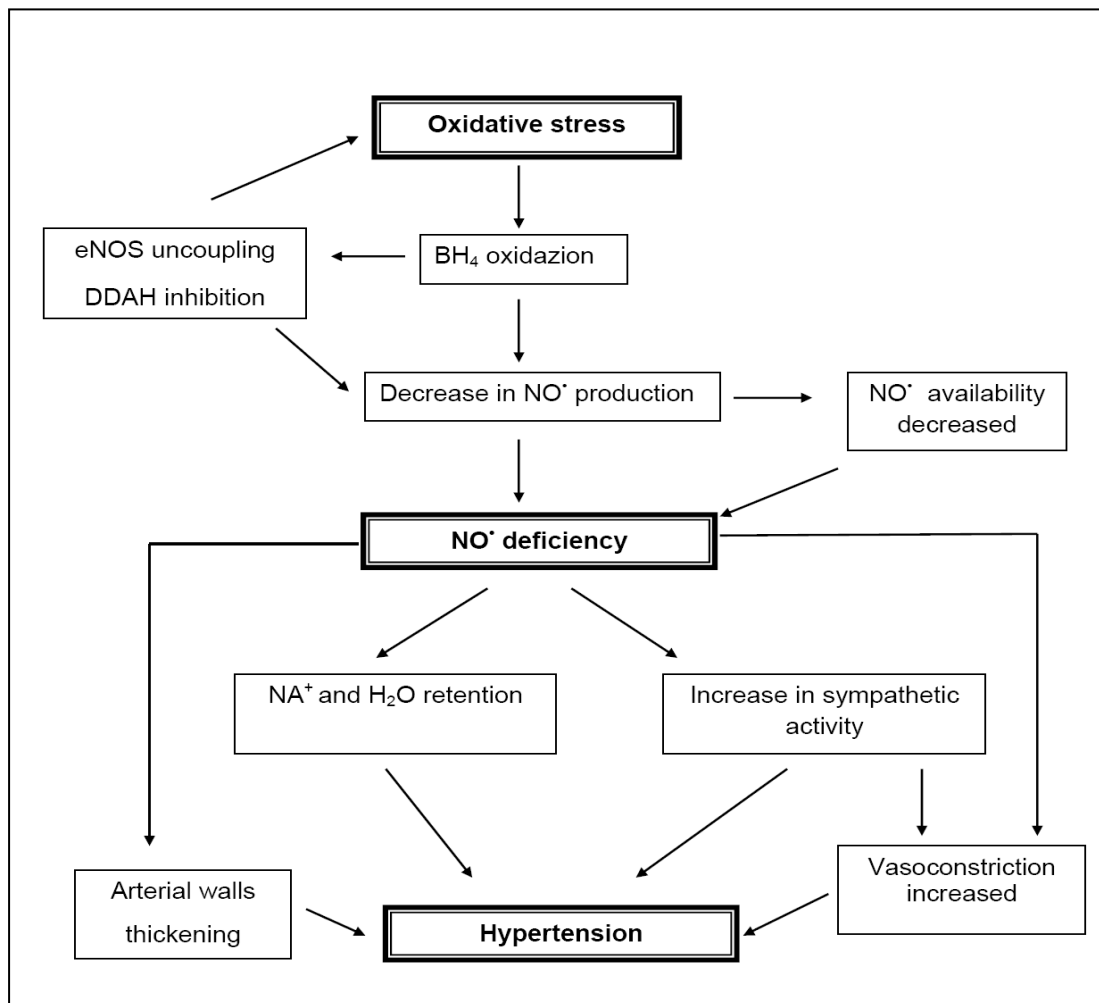 Oxidative stress
eNOS uncoupling
DDAH inhibition
BH₄ oxidazion
Decrease in NO• production
NO• availability
decreased
NO• deficiency
NA⁺ and H₂O retention
Increase in sympathetic
activity
Arterial walls
thickening
Vasoconstriction
increased
Hypertension